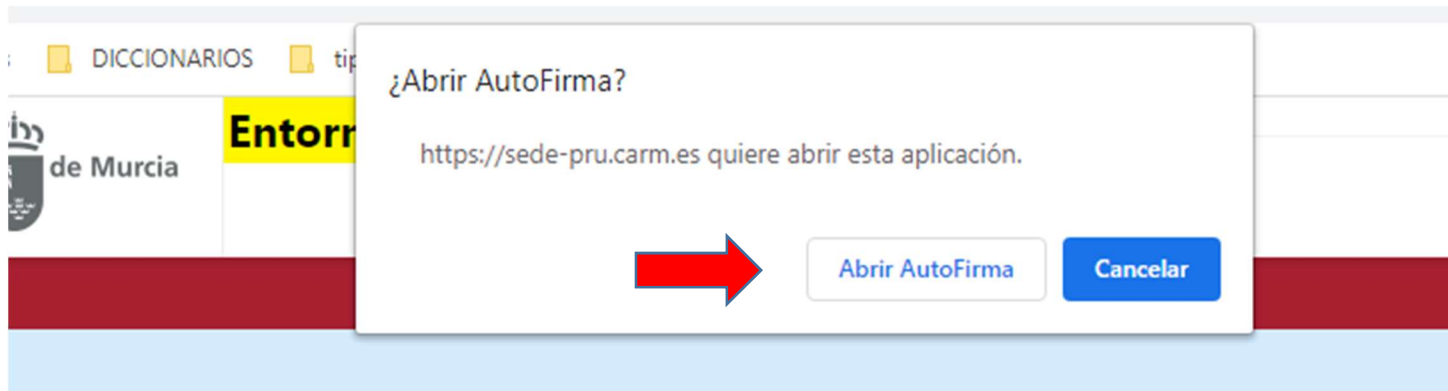 DICCIONARIOS
¿Abrir AutoFirma?
https://sede-pru.carm.es quiere abrir esta aplicación.
de Murcia
Abrir AutoFirma
Cancelar